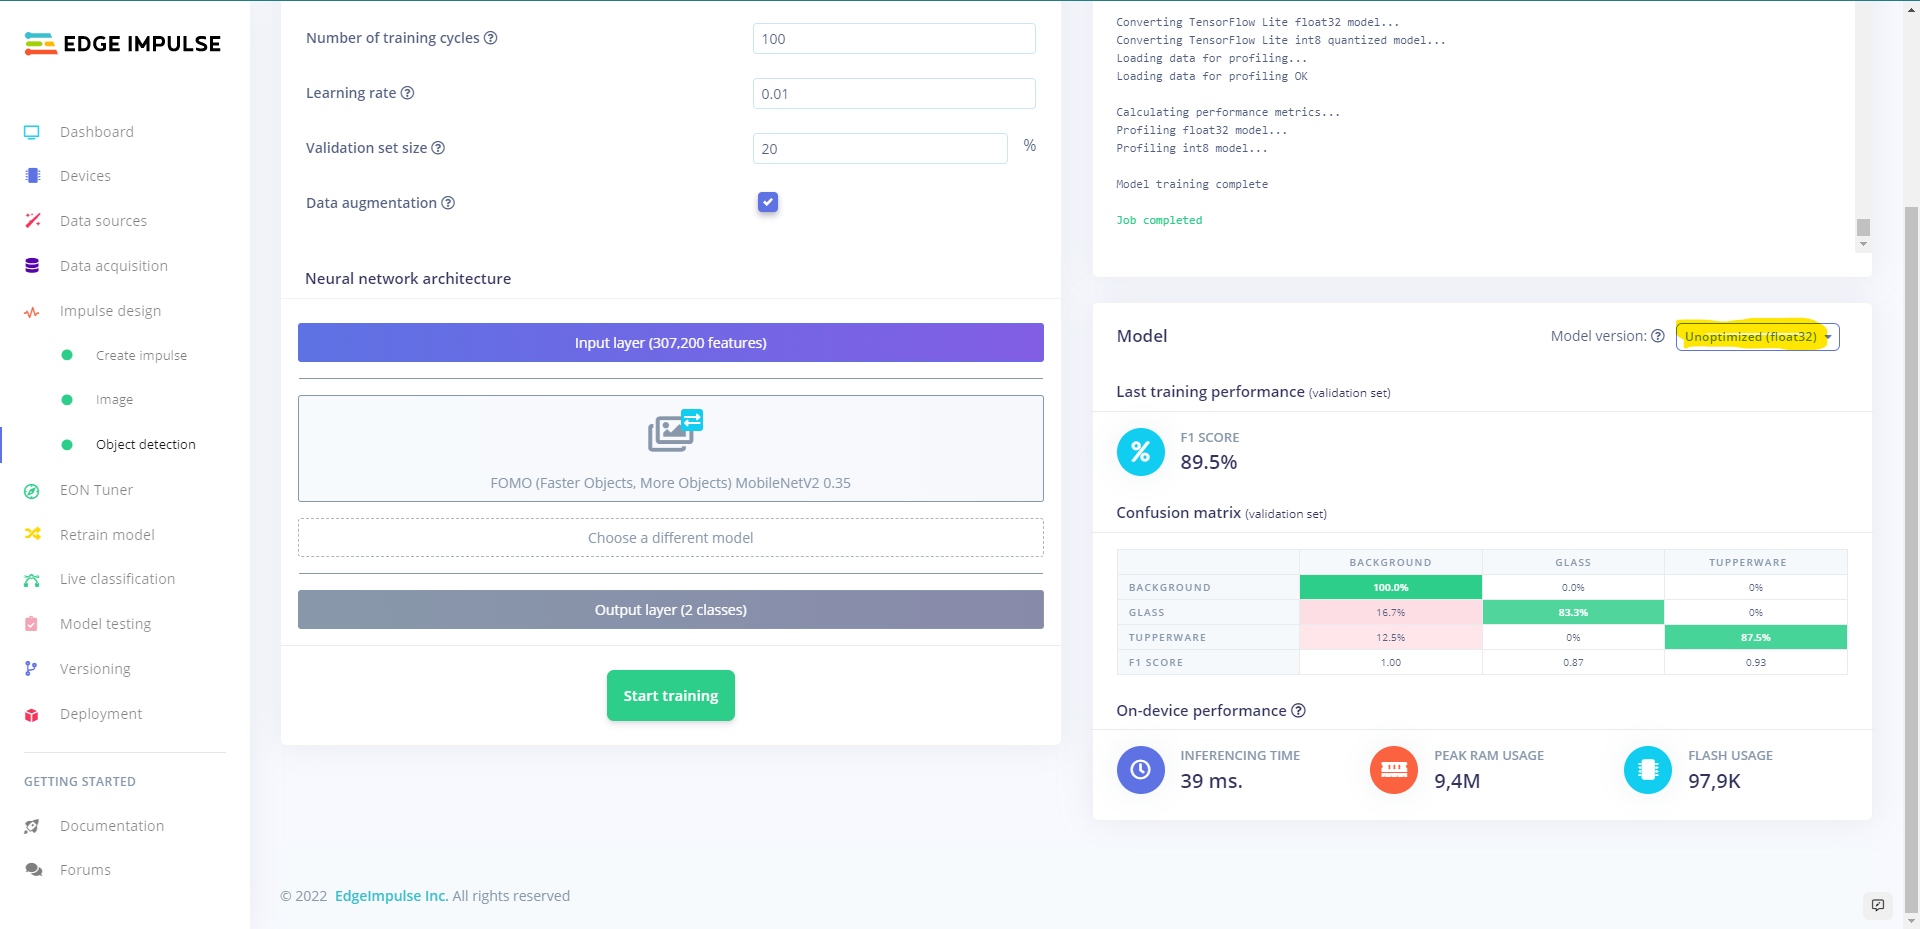 EDGE IMPULSE
Dashboard
Devices
Data sources
Data acquisition
Impulse design
Create impulse
Image
Object detection
EON Tuner
Retrain model
Live classification
Model testing
Versioning
Deployment
GETTING STARTED
Documentation
Forums
Number of training cycles ?
100
Learning rate ?
0.01
Validation set size ?
20
%
Data augmentation ?
Neural network architecture
Input layer (307,200 features)
FOMO (Faster Objects, More Objects) MobileNetV2 0.35
Choose a different model
Output layer (2 classes)
Start training
Converting TensorFlow Lite float32 model...
Converting TensorFlow Lite int8 quantized model...
Loading data for profiling...
Loading data for profiling OK
Calculating performance metrics...
Profiling float32 model...
Profiling int8 model...
Model training complete
Job completed
Model
Model version: ? Unoptimized (float32)
Last training performance (validation set)
%
F1 SCORE
89.5%
Confusion matrix (validation set)
BACKGROUND GLASS TUPPERWARE
BACKGROUND 100.0% 0.0% 0%
GLASS 16.7% 83.3% 0%
TUPPERWARE 12.5% 0% 87.5%
F1 SCORE 1.00 0.87 0.93
On-device performance ?
INFERENCING TIME
39 ms.
PEAK RAM USAGE
9,4M
FLASH USAGE
97,9K
© 2022 EdgeImpulse Inc. All rights reserved